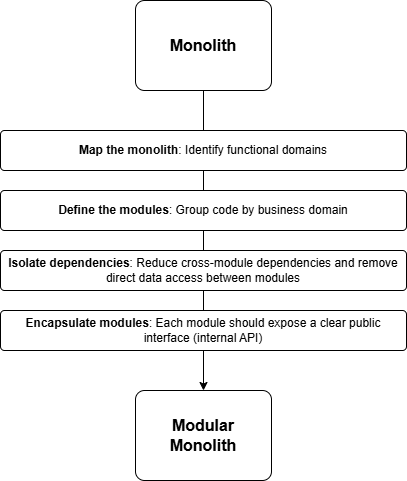 Monolith
Map the monolith: Identify functional domains
Define the modules: Group code by business domain
Isolate dependencies: Reduce cross-module dependencies and remove
direct data access between modules
Encapsulate modules: Each module should expose a clear public
interface (internal API)
Modular
Monolith